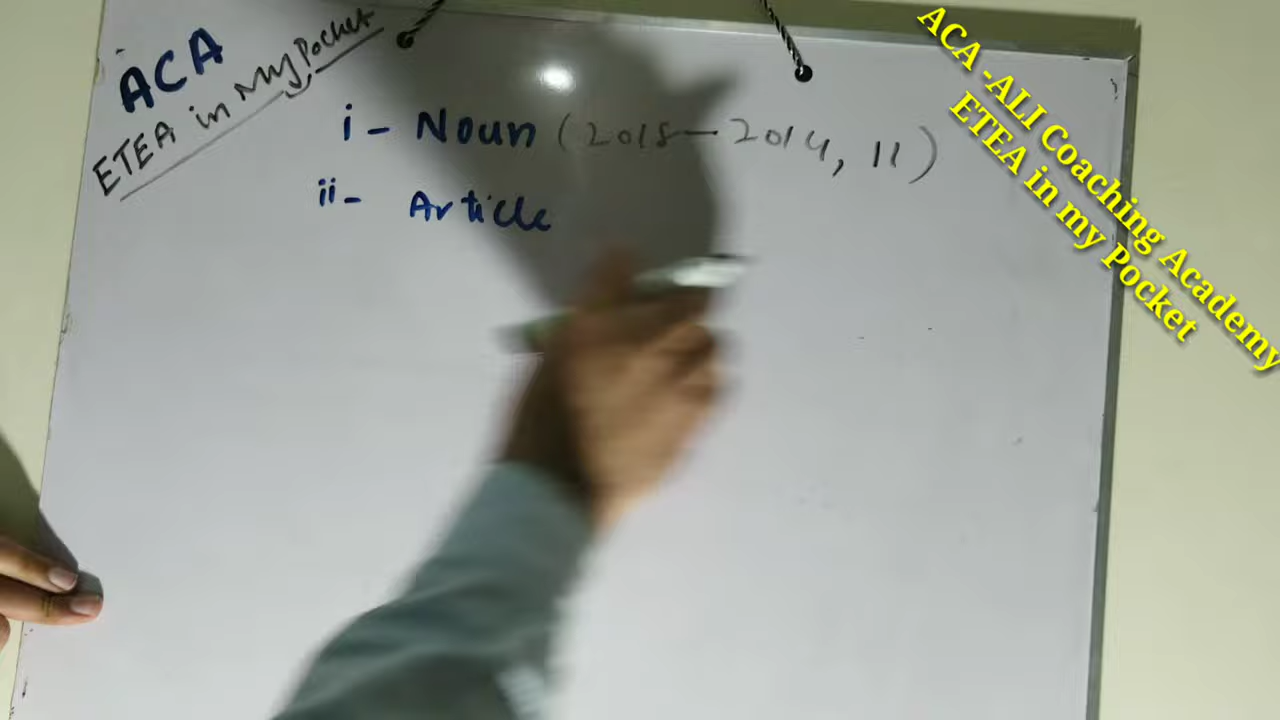 ACA
ETEA in My Pocket
i - Noun (2018 - 2014, 11)
ii - Article
ACA -ALI Coaching Academy
ETEA in my Pocket